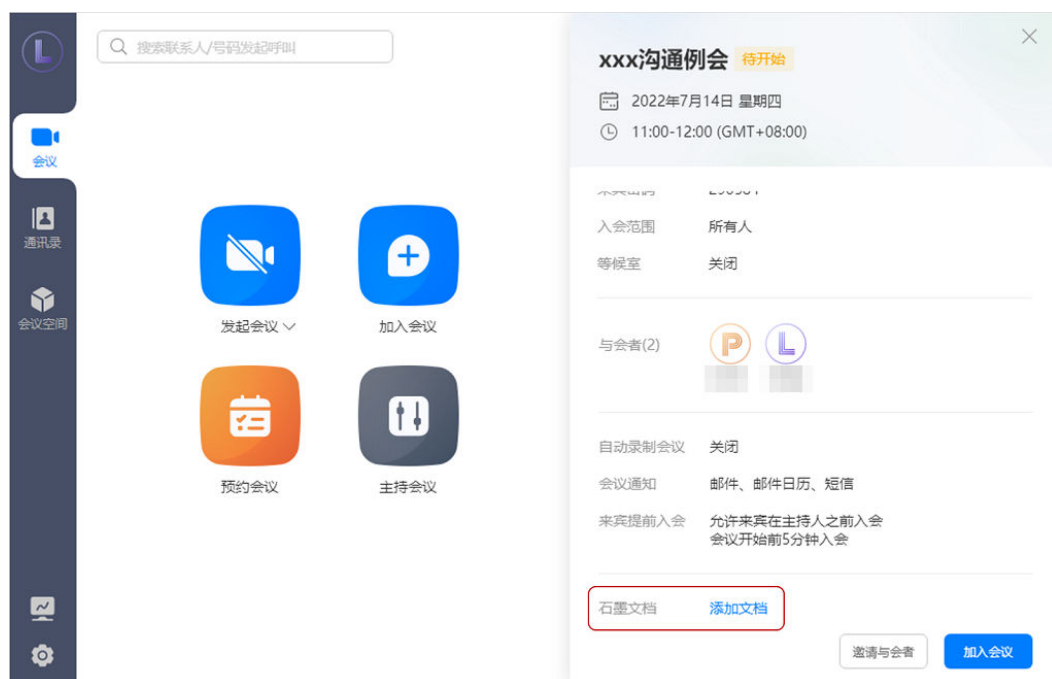 L
搜索联系人/号码发起呼叫
会议
通讯录
会议空间
发起会议
加入会议
预约会议
主持会议
xxx沟通例会 待开始
2022年7月14日 星期四
11:00-12:00 (GMT+08:00)
入会范围 所有人
等候室 关闭
与会者(2) P L
自动录制会议 关闭
会议通知 邮件、邮件日历、短信
来宾提前入会 允许来宾在主持人之前入会
会议开始前5分钟入会
石墨文档 添加文档
邀请与会者 加入会议